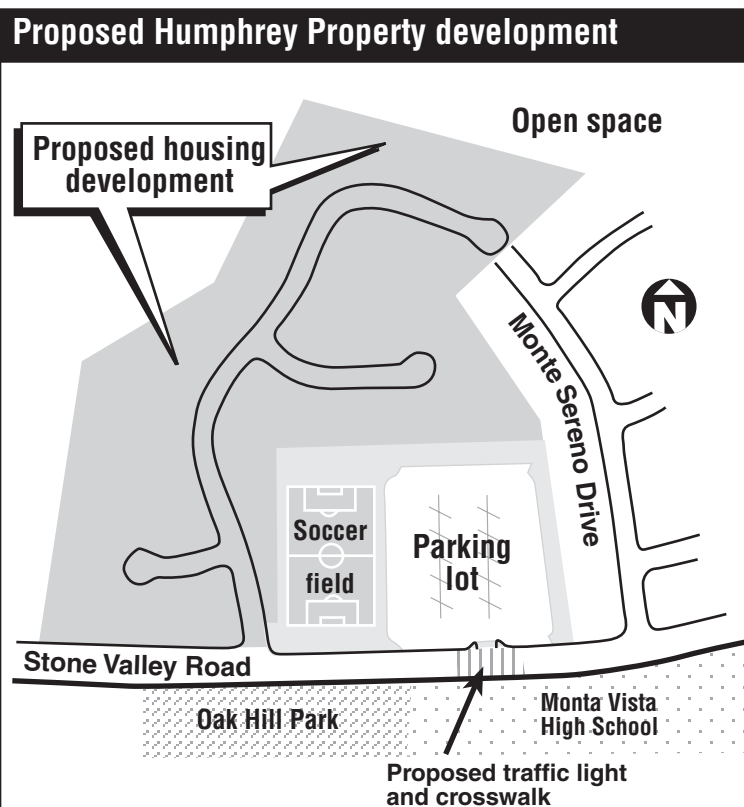 Proposed Humphrey Property development
Open space
Proposed housing
development
N
Monte Sereno Drive
Soccer
field
Parking
lot
Stone Valley Road
Oak Hill Park
Monta Vista
High School
Proposed traffic light
and crosswalk